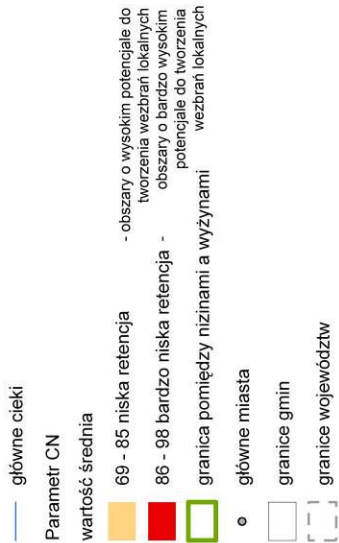 główne cieki
Parametr CN
wartość średnia
69 - 85 niska retencja
- obszary o wysokim potencjale do
tworzenia wezbrań lokalnych
86 - 98 bardzo niska retencja -
obszary o bardzo wysokim
potencjale do tworzenia
wezbrań lokalnych
granica pomiędzy nizinami a wyżynami
główne miasta
granice gmin
granice województw